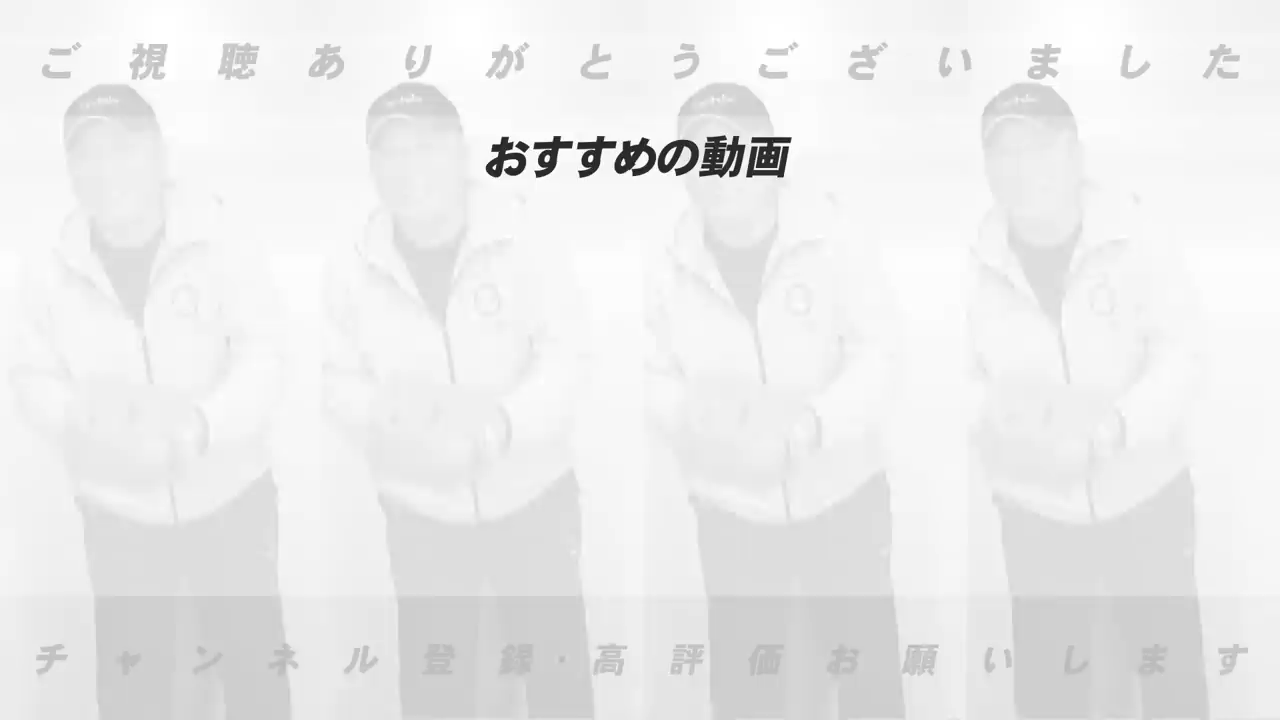 ご視聴ありがとうございました
おすすめの動画
チャンネル登録・高評価お願いします